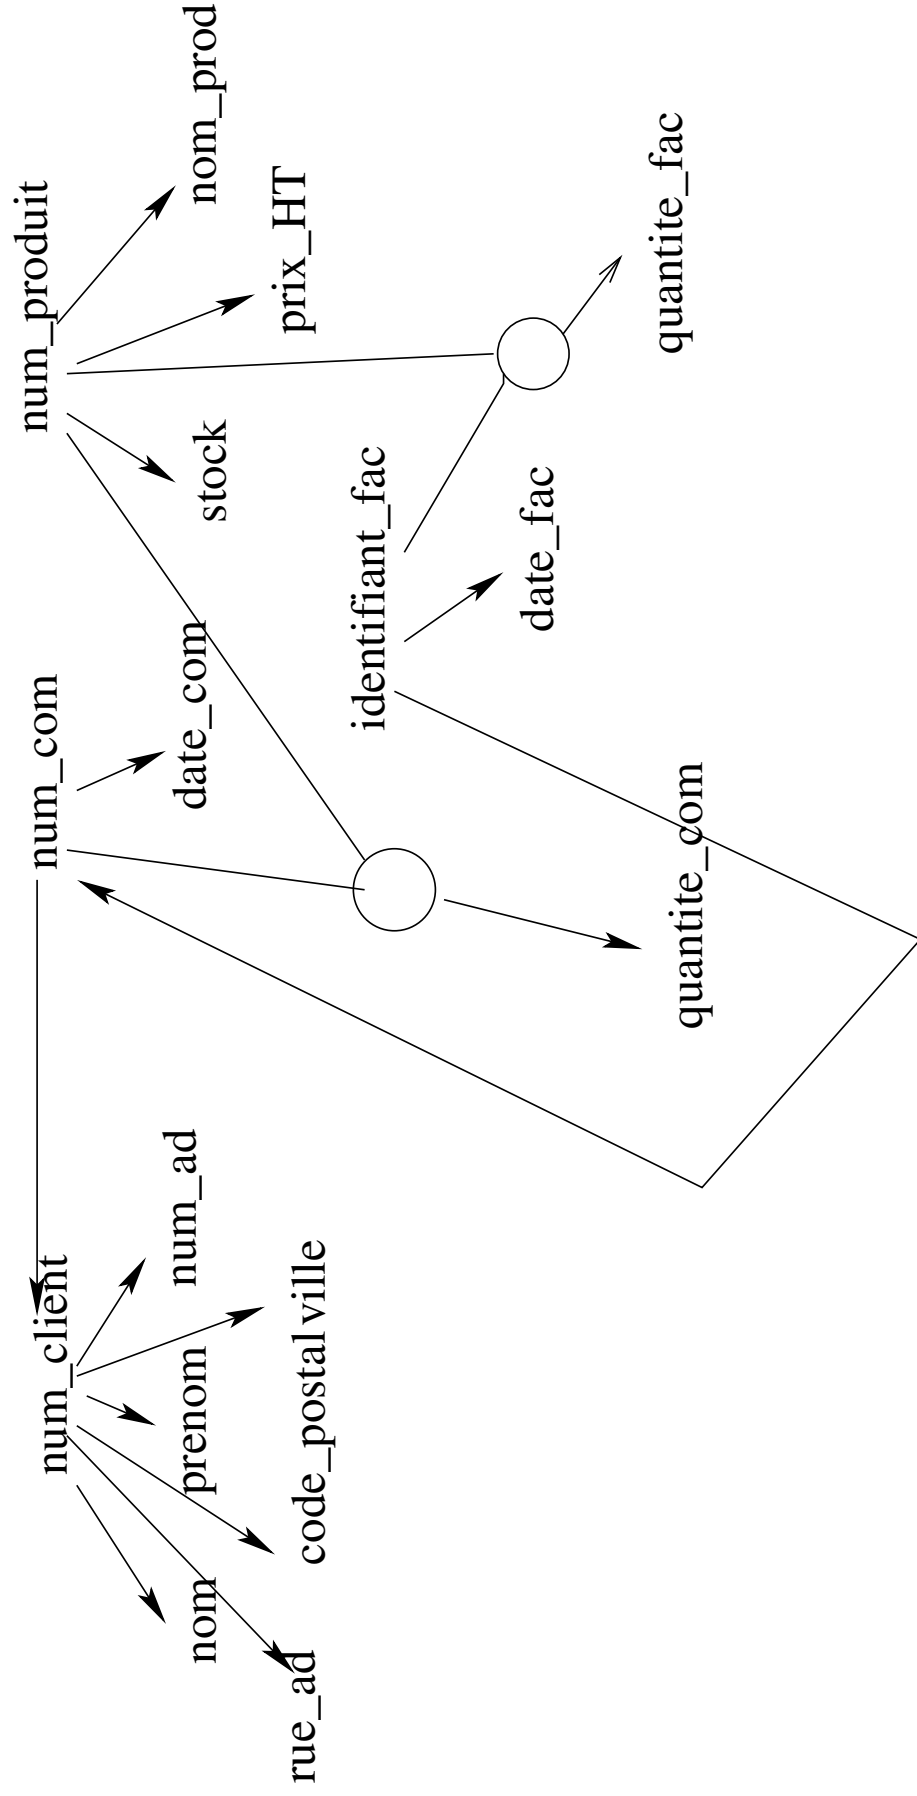 num_client
num_com
num_produit
nom
prenom
num_ad
date_com
stock
nom_prod
rue_ad
code_postal
ville
prix_HT
identifiant_fac
date_fac
quantite_com
quantite_fac